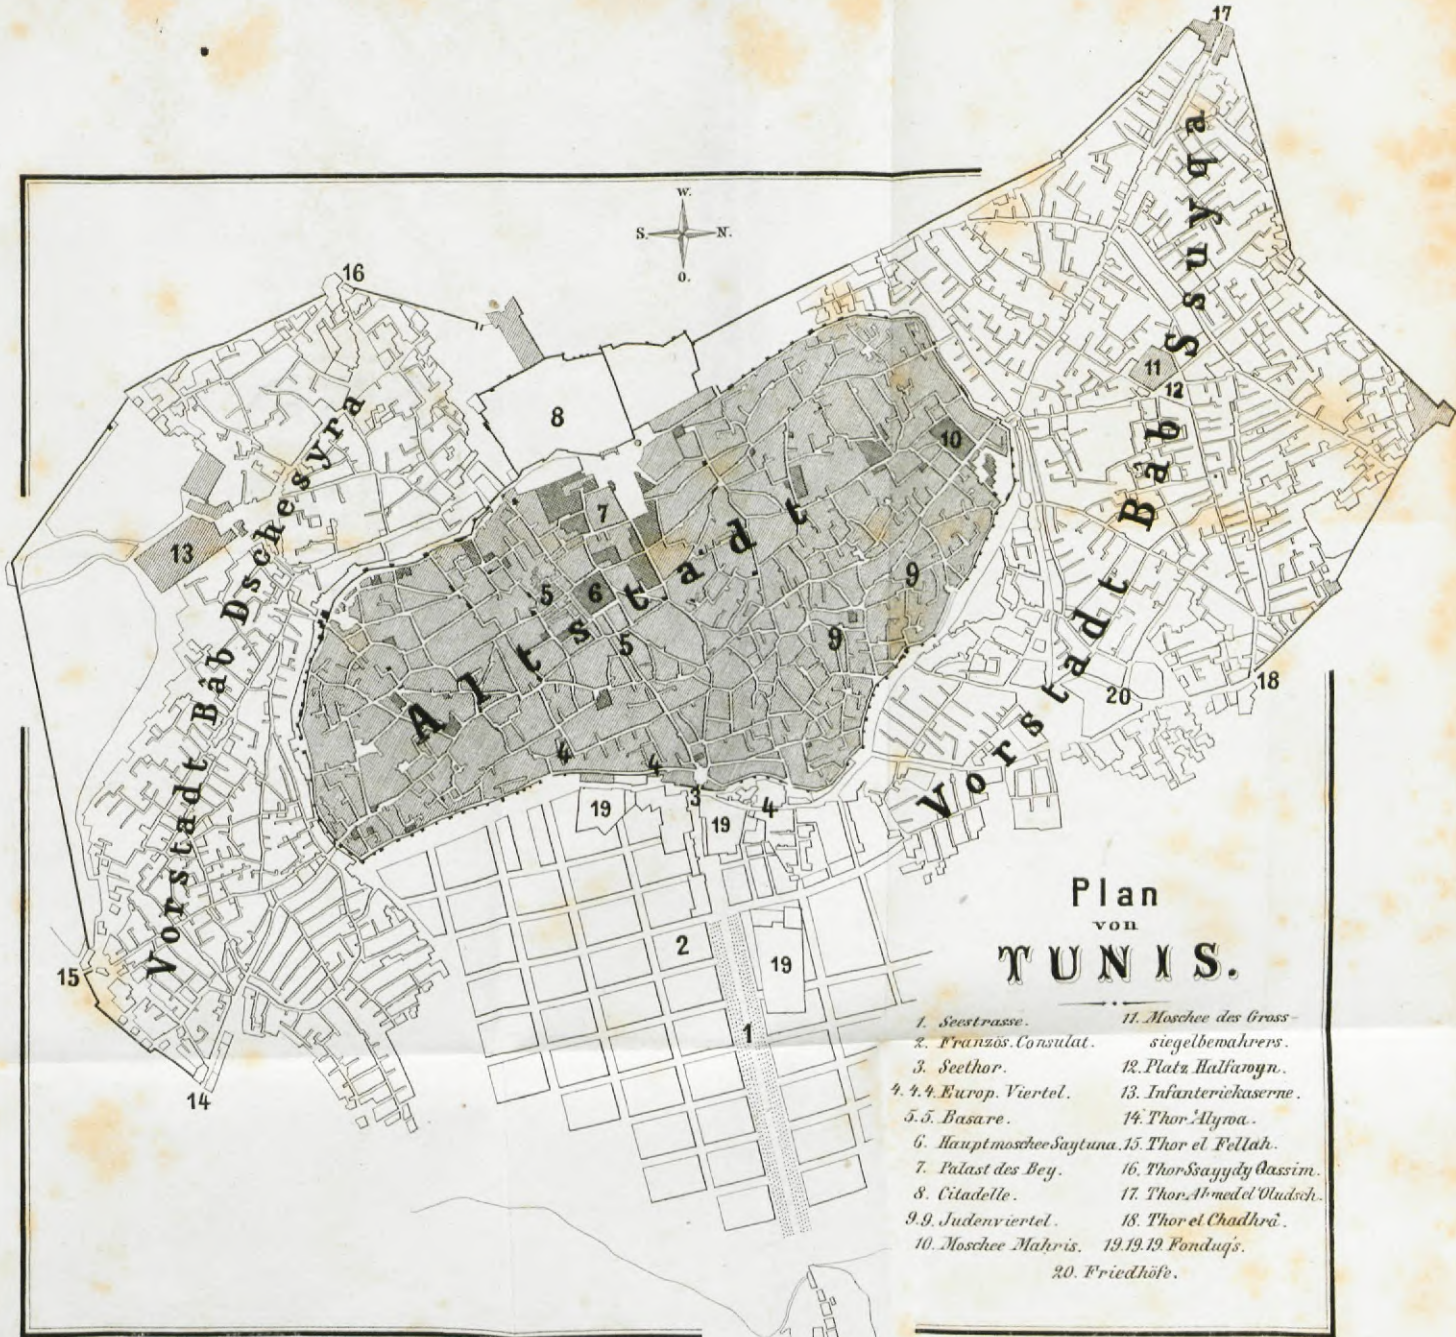 17
W.
S. N.
O.
16
Vorstadt Bâb Suyqa
11
12
8
10
Vorstadt Bâb Dschesyra
13
7
Altstadt
5
6
9
5
9
20
18
4
4
3
4
19
19
2
19
15
1
14
Plan
von
TUNIS.
1. Seestrasse.
2. Französ. Consulat.
3. Seethor.
4.4.4. Europ. Viertel.
5.5. Basare.
6. Hauptmoschee Saytuna.
7. Palast des Bey.
8. Citadelle.
9.9. Judenviertel.
10. Moschee Mahris.
11. Moschee des Gross-
siegelbewahrers.
12. Platz Halfawyn.
13. Infanteriekaserne.
14. Thor 'Alywa.
15. Thor el Fellah.
16. Thor Ssayydy Qassim.
17. Thor Ahmed el 'Oludsch.
18. Thor el Chadhrâ.
19.19.19. Fonduq's.
20. Friedhöfe.